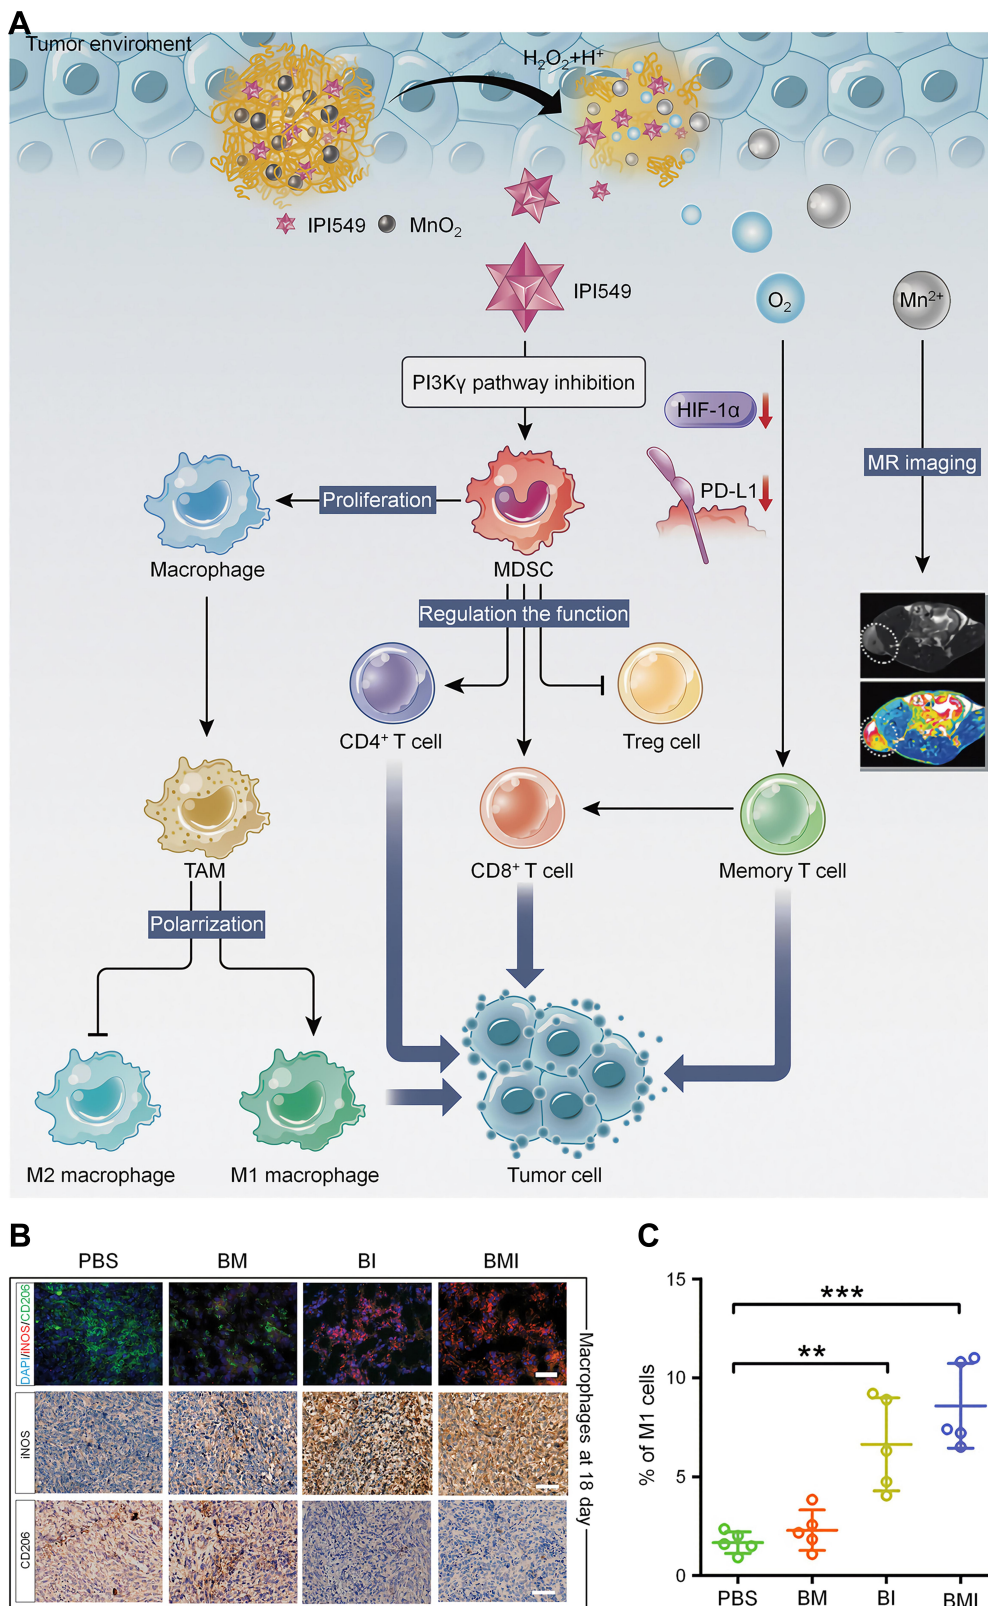 A
Tumor enviroment
H₂O₂+H⁺
IPI549
MnO₂
IPI549
O₂
Mn²⁺
PI3Kγ pathway inhibition
HIF-1α
MR imaging
PD-L1
Proliferation
Macrophage
MDSC
Regulation the function
CD4⁺ T cell
Treg cell
TAM
CD8⁺ T cell
Memory T cell
Polarrization
M2 macrophage
M1 macrophage
Tumor cell
B
PBS
BM
BI
BMI
DAPI/iNOS/CD206
iNOS
CD206
Macrophages at 18 day
C
% of M1 cells
15
10
5
0
***
**
PBS
BM
BI
BMI